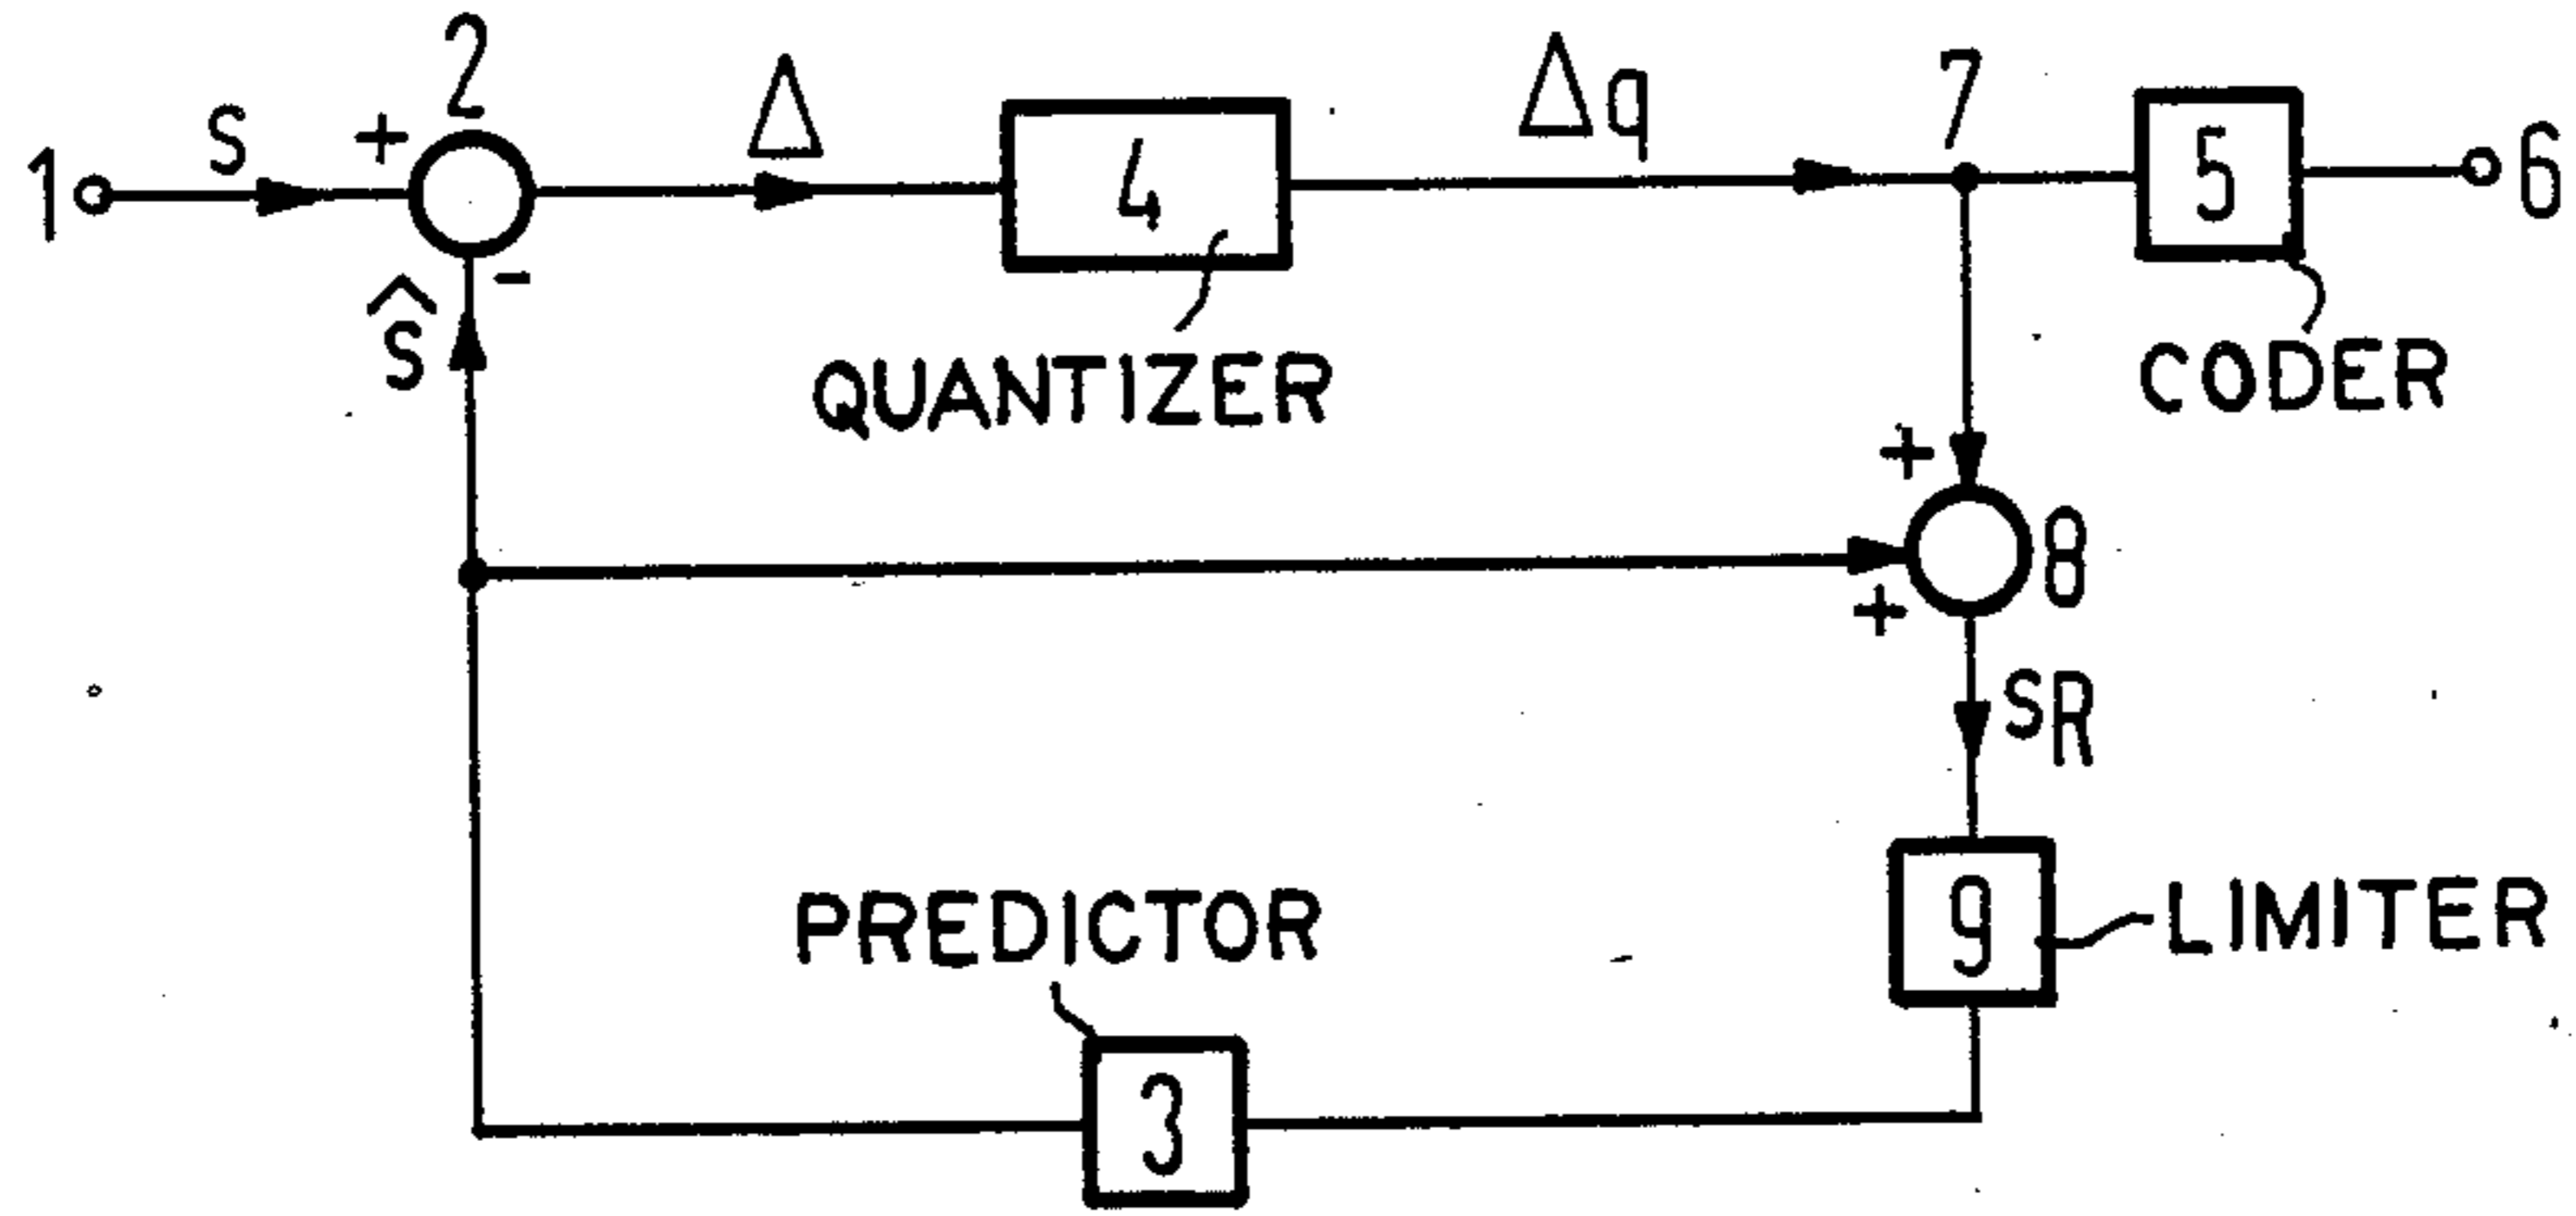 2
Δ
Δq
7
S
+
1
4
5
6
ŝ
-
QUANTIZER
CODER
+
8
+
SR
PREDICTOR
9
LIMITER
3